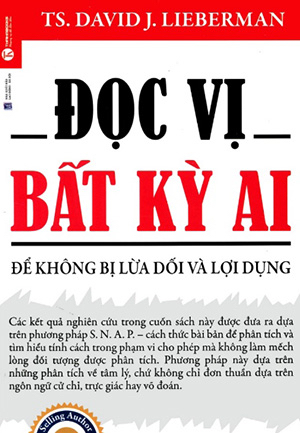 TS. DAVID J. LIEBERMAN
ĐỌC VỊ
BẤT KỲ AI
ĐỂ KHÔNG BỊ LỪA DỐI VÀ LỢI DỤNG
Các kết quả nghiên cứu trong cuốn sách này được đưa ra dựa
trên phương pháp S. N. A. P. – cách thức bài bản để phân tích và
tìm hiểu tính cách trong phạm vi cho phép mà không làm mếch
lòng đối tượng được phân tích. Phương pháp này dựa trên
những phân tích về tâm lý, chứ không chỉ đơn thuần dựa trên
ngôn ngữ cử chỉ, trực giác hay võ đoán.
Selling Author